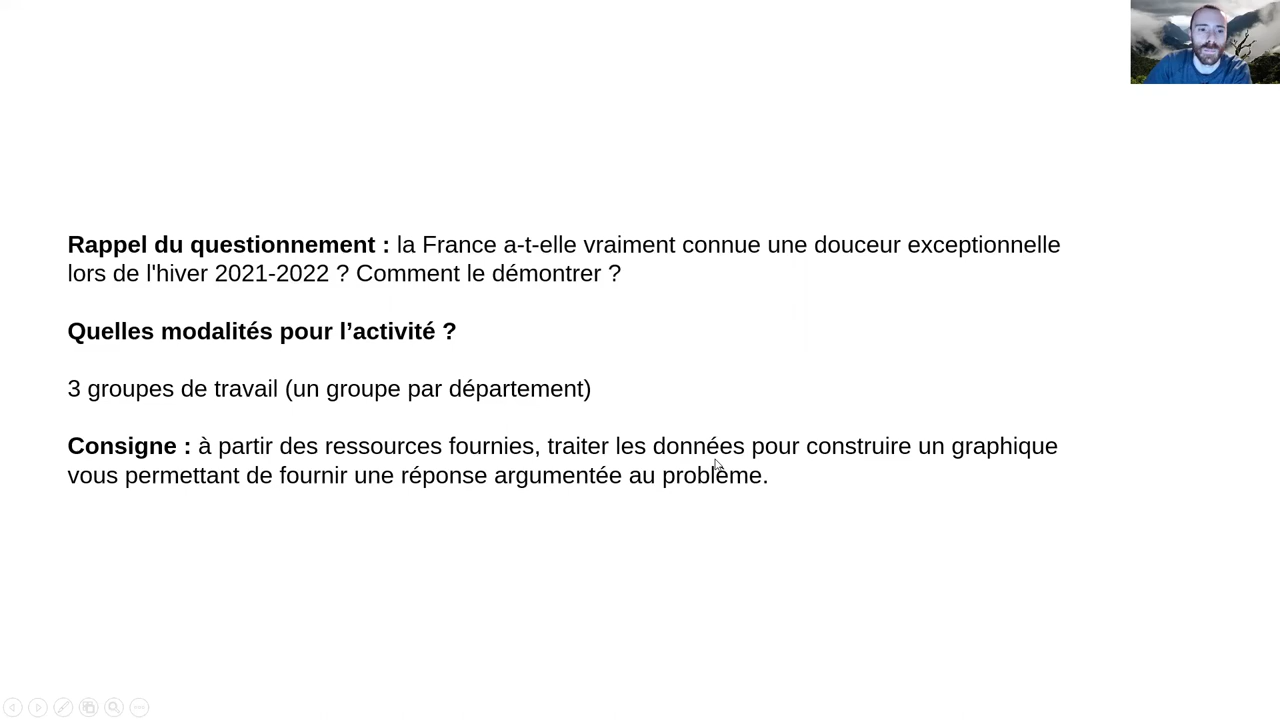 Rappel du questionnement : la France a-t-elle vraiment connue une douceur exceptionnelle
lors de l'hiver 2021-2022 ? Comment le démontrer ?
Quelles modalités pour l’activité ?
3 groupes de travail (un groupe par département)
Consigne : à partir des ressources fournies, traiter les données pour construire un graphique
vous permettant de fournir une réponse argumentée au problème.